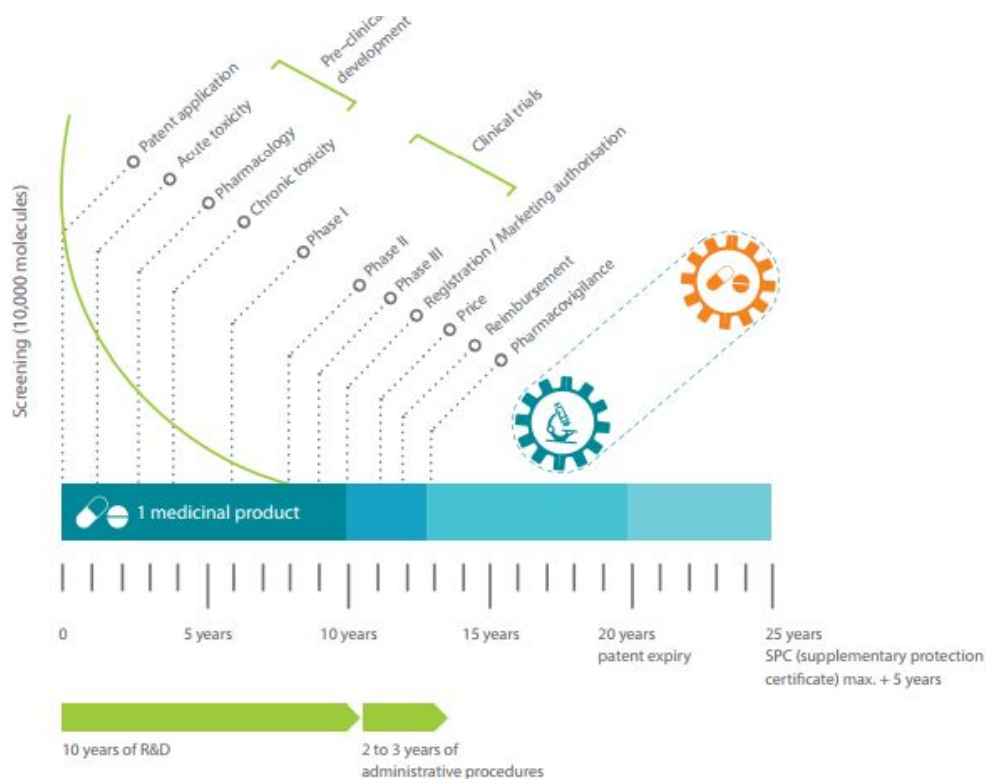 Pre–clinical
development
Patent application
Acute toxicity
Pharmacology
Chronic toxicity
Clinical trials
Phase I
Phase II
Phase III
Registration / Marketing authorisation
Price
Reimbursement
Pharmacovigilance
Screening (10,000 molecules)
1 medicinal product
0
5 years
10 years
15 years
20 years
patent expiry
25 years
SPC (supplementary protection
certificate) max. + 5 years
10 years of R&D
2 to 3 years of
administrative procedures